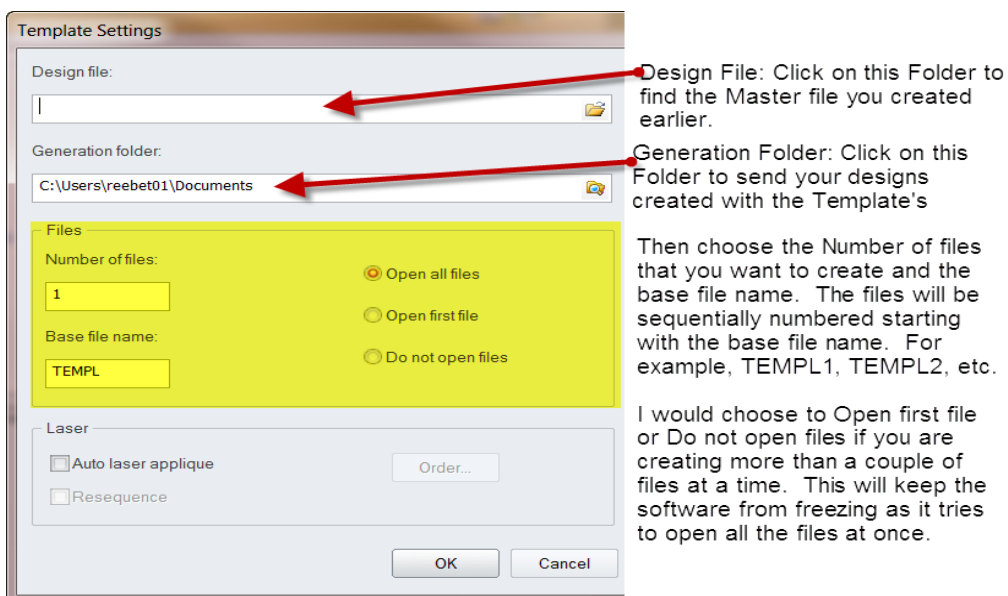 Template Settings
Design file:
Generation folder:
C:\Users\reebet01\Documents
Files
Number of files:
1
Base file name:
TEMPL
Open all files
Open first file
Do not open files
Laser
Auto laser applique
Resequence
Order...
OK
Cancel
Design File: Click on this Folder to
find the Master file you created
earlier.
Generation Folder: Click on this
Folder to send your designs
created with the Template's
Then choose the Number of files
that you want to create and the
base file name. The files will be
sequentially numbered starting
with the base file name. For
example, TEMPL1, TEMPL2, etc.
I would choose to Open first file
or Do not open files if you are
creating more than a couple of
files at a time. This will keep the
software from freezing as it tries
to open all the files at once.